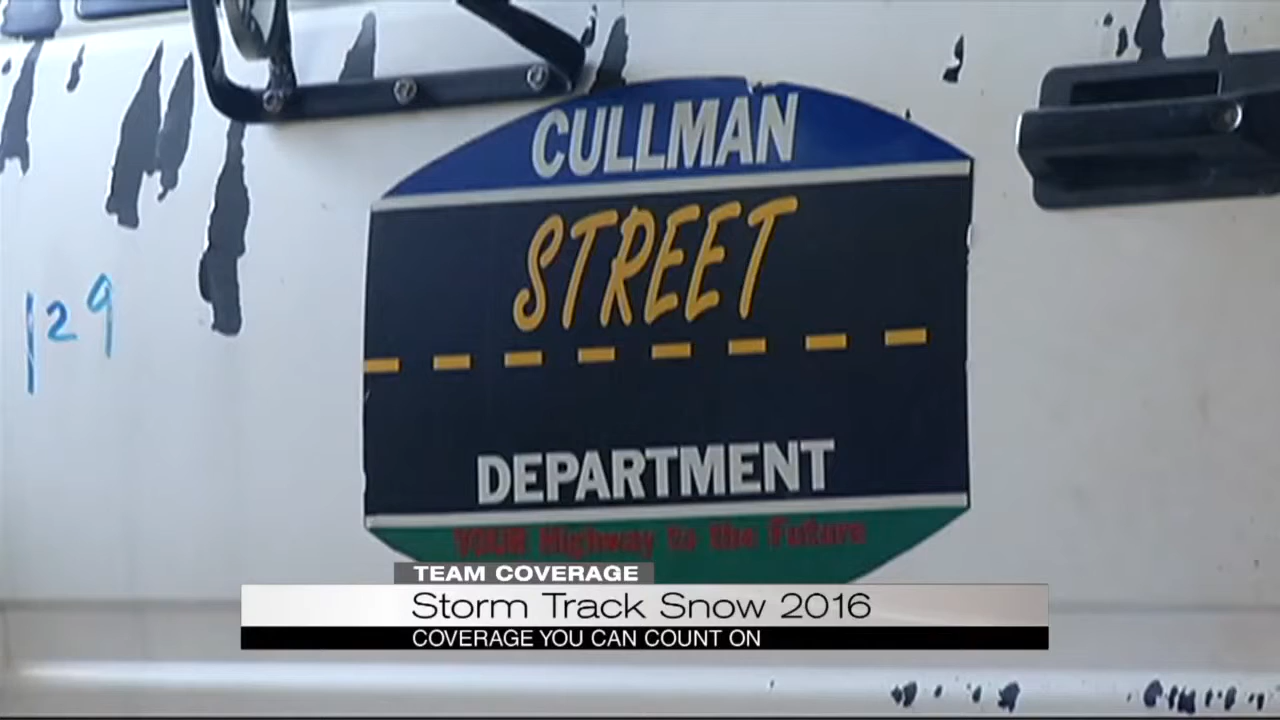 CULLMAN
STREET
129
DEPARTMENT
YOUR Highway to the Future
TEAM COVERAGE
Storm Track Snow 2016
COVERAGE YOU CAN COUNT ON